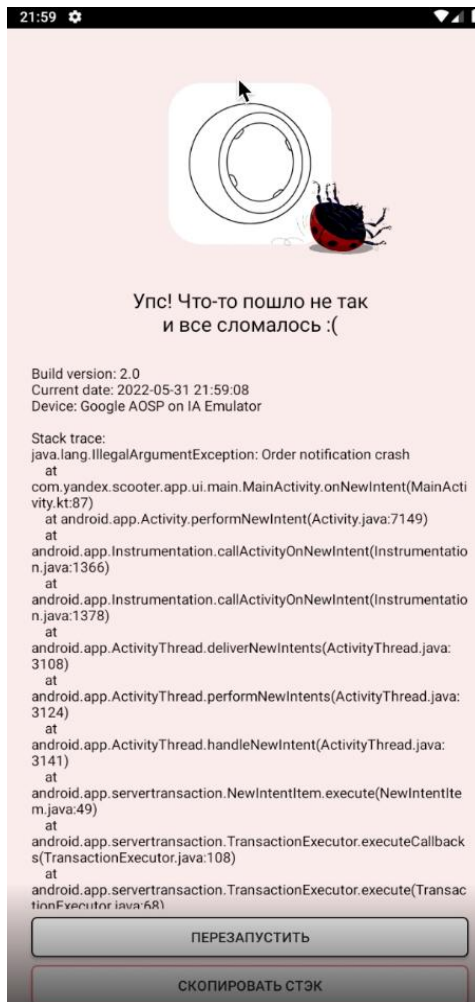 21:59
Упс! Что-то пошло не так
и все сломалось :(
Build version: 2.0
Current date: 2022-05-31 21:59:08
Device: Google AOSP on IA Emulator
Stack trace:
java.lang.IllegalArgumentException: Order notification crash
at
com.yandex.scooter.app.ui.main.MainActivity.onNewIntent(MainActi
vity.kt:87)
at android.app.Activity.performNewIntent(Activity.java:7149)
at
android.app.Instrumentation.callActivityOnNewIntent(Instrumentatio
n.java:1366)
at
android.app.Instrumentation.callActivityOnNewIntent(Instrumentatio
n.java:1378)
at
android.app.ActivityThread.deliverNewIntents(ActivityThread.java:
3108)
at
android.app.ActivityThread.performNewIntents(ActivityThread.java:
3124)
at
android.app.ActivityThread.handleNewIntent(ActivityThread.java:
3141)
at
android.app.servertransaction.NewIntentItem.execute(NewIntentIte
m.java:49)
at
android.app.servertransaction.TransactionExecutor.executeCallback
s(TransactionExecutor.java:108)
at
android.app.servertransaction.TransactionExecutor.execute(Transac
tionExecutor.java:68)
ПЕРЕЗАПУСТИТЬ
СКОПИРОВАТЬ СТЭК